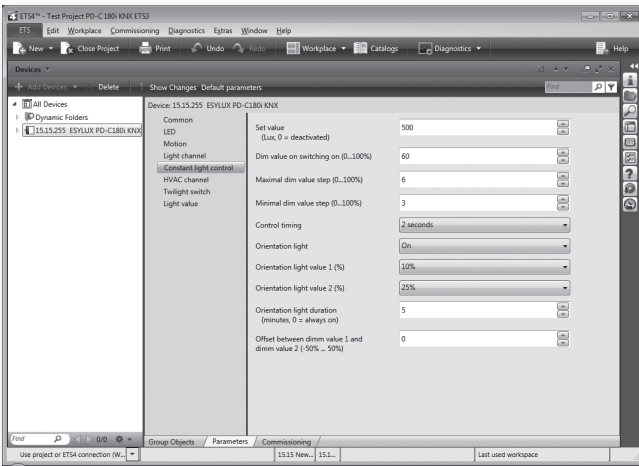 ETS4™ - Test Project PD-C 180i KNX ETS3
ETS Edit Workplace Commissioning Diagnostics Extras Window Help
New Close Project Print Undo Redo Workplace Catalogs Diagnostics Help
Devices
Add Devices Delete Show Changes Default parameters Find
All Devices
Dynamic Folders
15.15.255 ESYLUX PD-C180i KNX
Device: 15.15.255 ESYLUX PD-C180i KNX
Common
LED
Motion
Light channel
Constant light control
HVAC channel
Twilight switch
Light value
Set value
(Lux, 0 = deactivated)
500
Dim value on switching on (0...100%) 60
Maximal dim value step (0...100%) 6
Minimal dim value step (0...100%) 3
Control timing 2 seconds
Orientation light On
Orientation light value 1 (%) 10%
Orientation light value 2 (%) 25%
Orientation light duration
(minutes, 0 = always on)
5
Offset between dimm value 1 and
dimm value 2 (-50% ... 50%)
0
Find 0/0
Group Objects Parameters Commissioning
Use project or ETS4 connection (W... 15.15 New... 15.1... Last used workspace